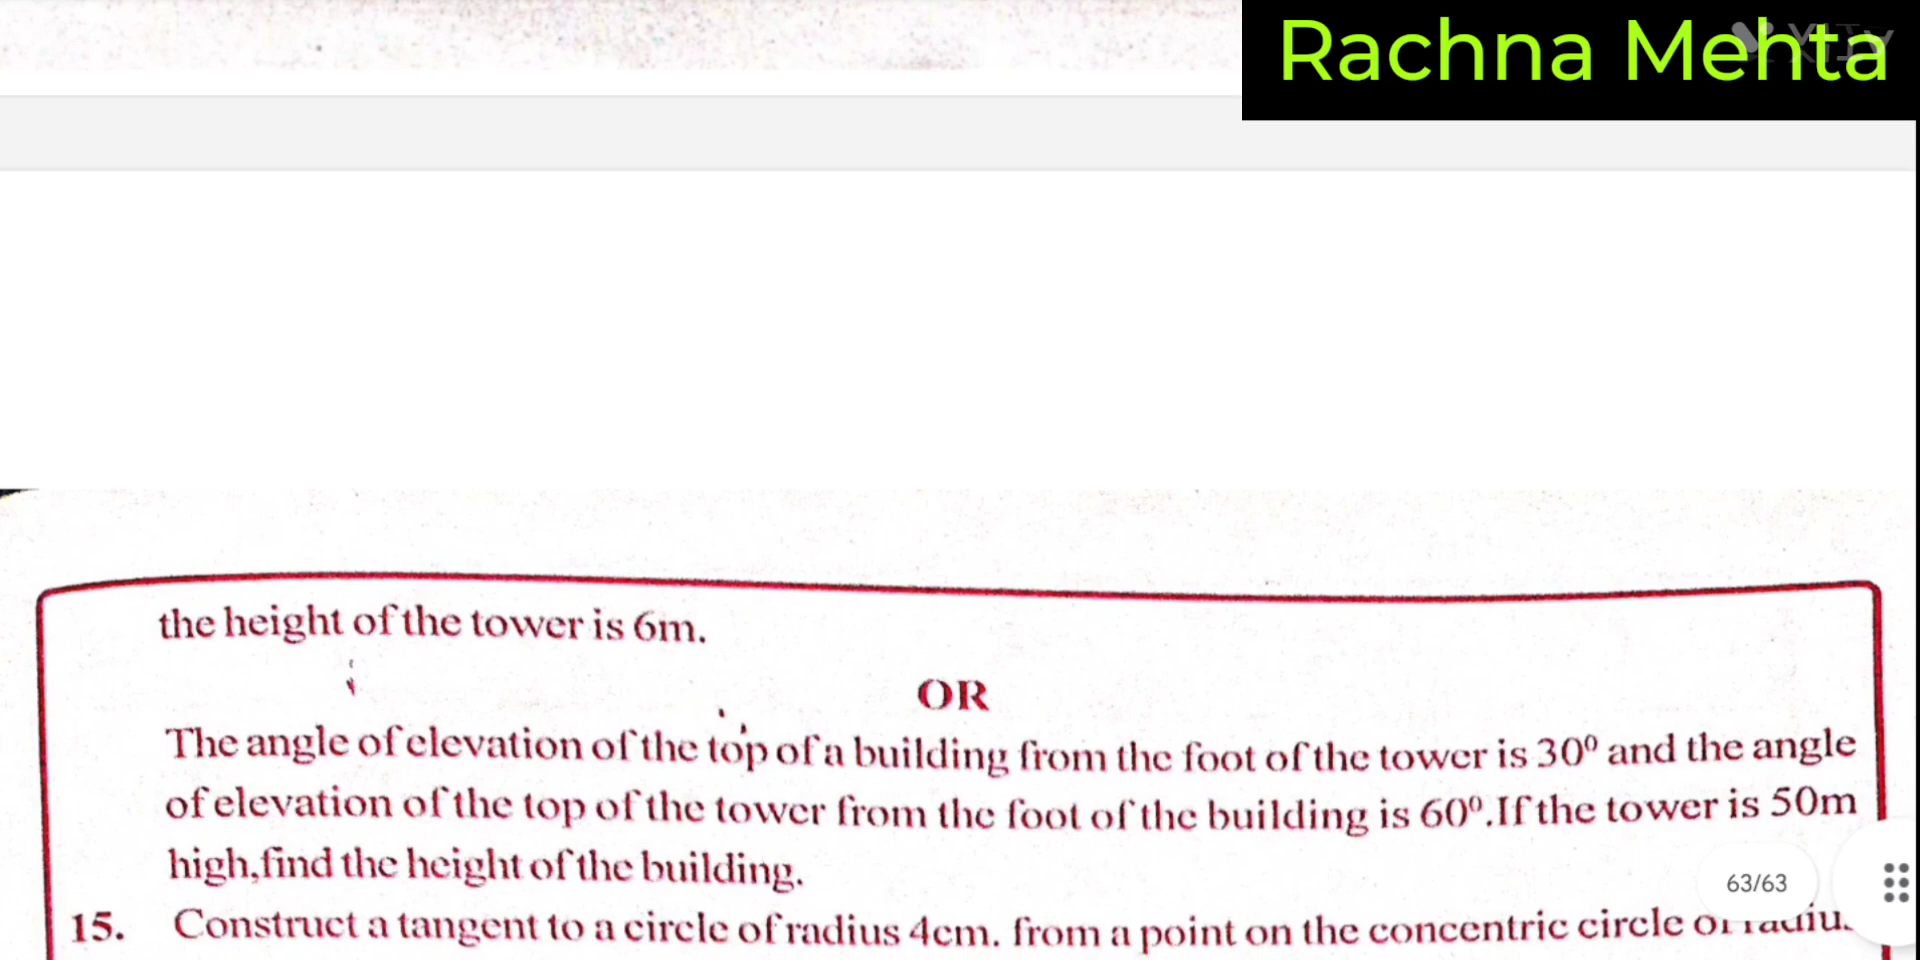 Rachna Mehta
the height of the tower is 6m.
OR
The angle of elevation of the top of a building from the foot of the tower is 30⁰ and the angle
of elevation of the top of the tower from the foot of the building is 60⁰.If the tower is 50m
high,find the height of the building.
63/63
15. Construct a tangent to a circle of radius 4cm. from a point on the concentric circle